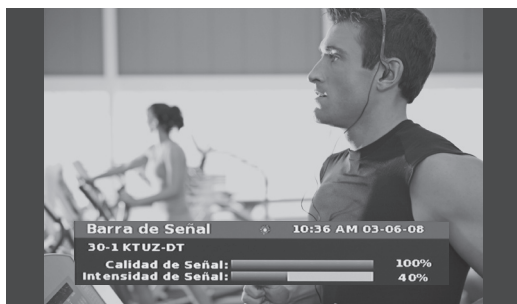 Barra de Señal 10:36 AM 03-06-08
30-1 KTUZ-DT
Calidad de Señal: 100%
Intensidad de Señal: 40%